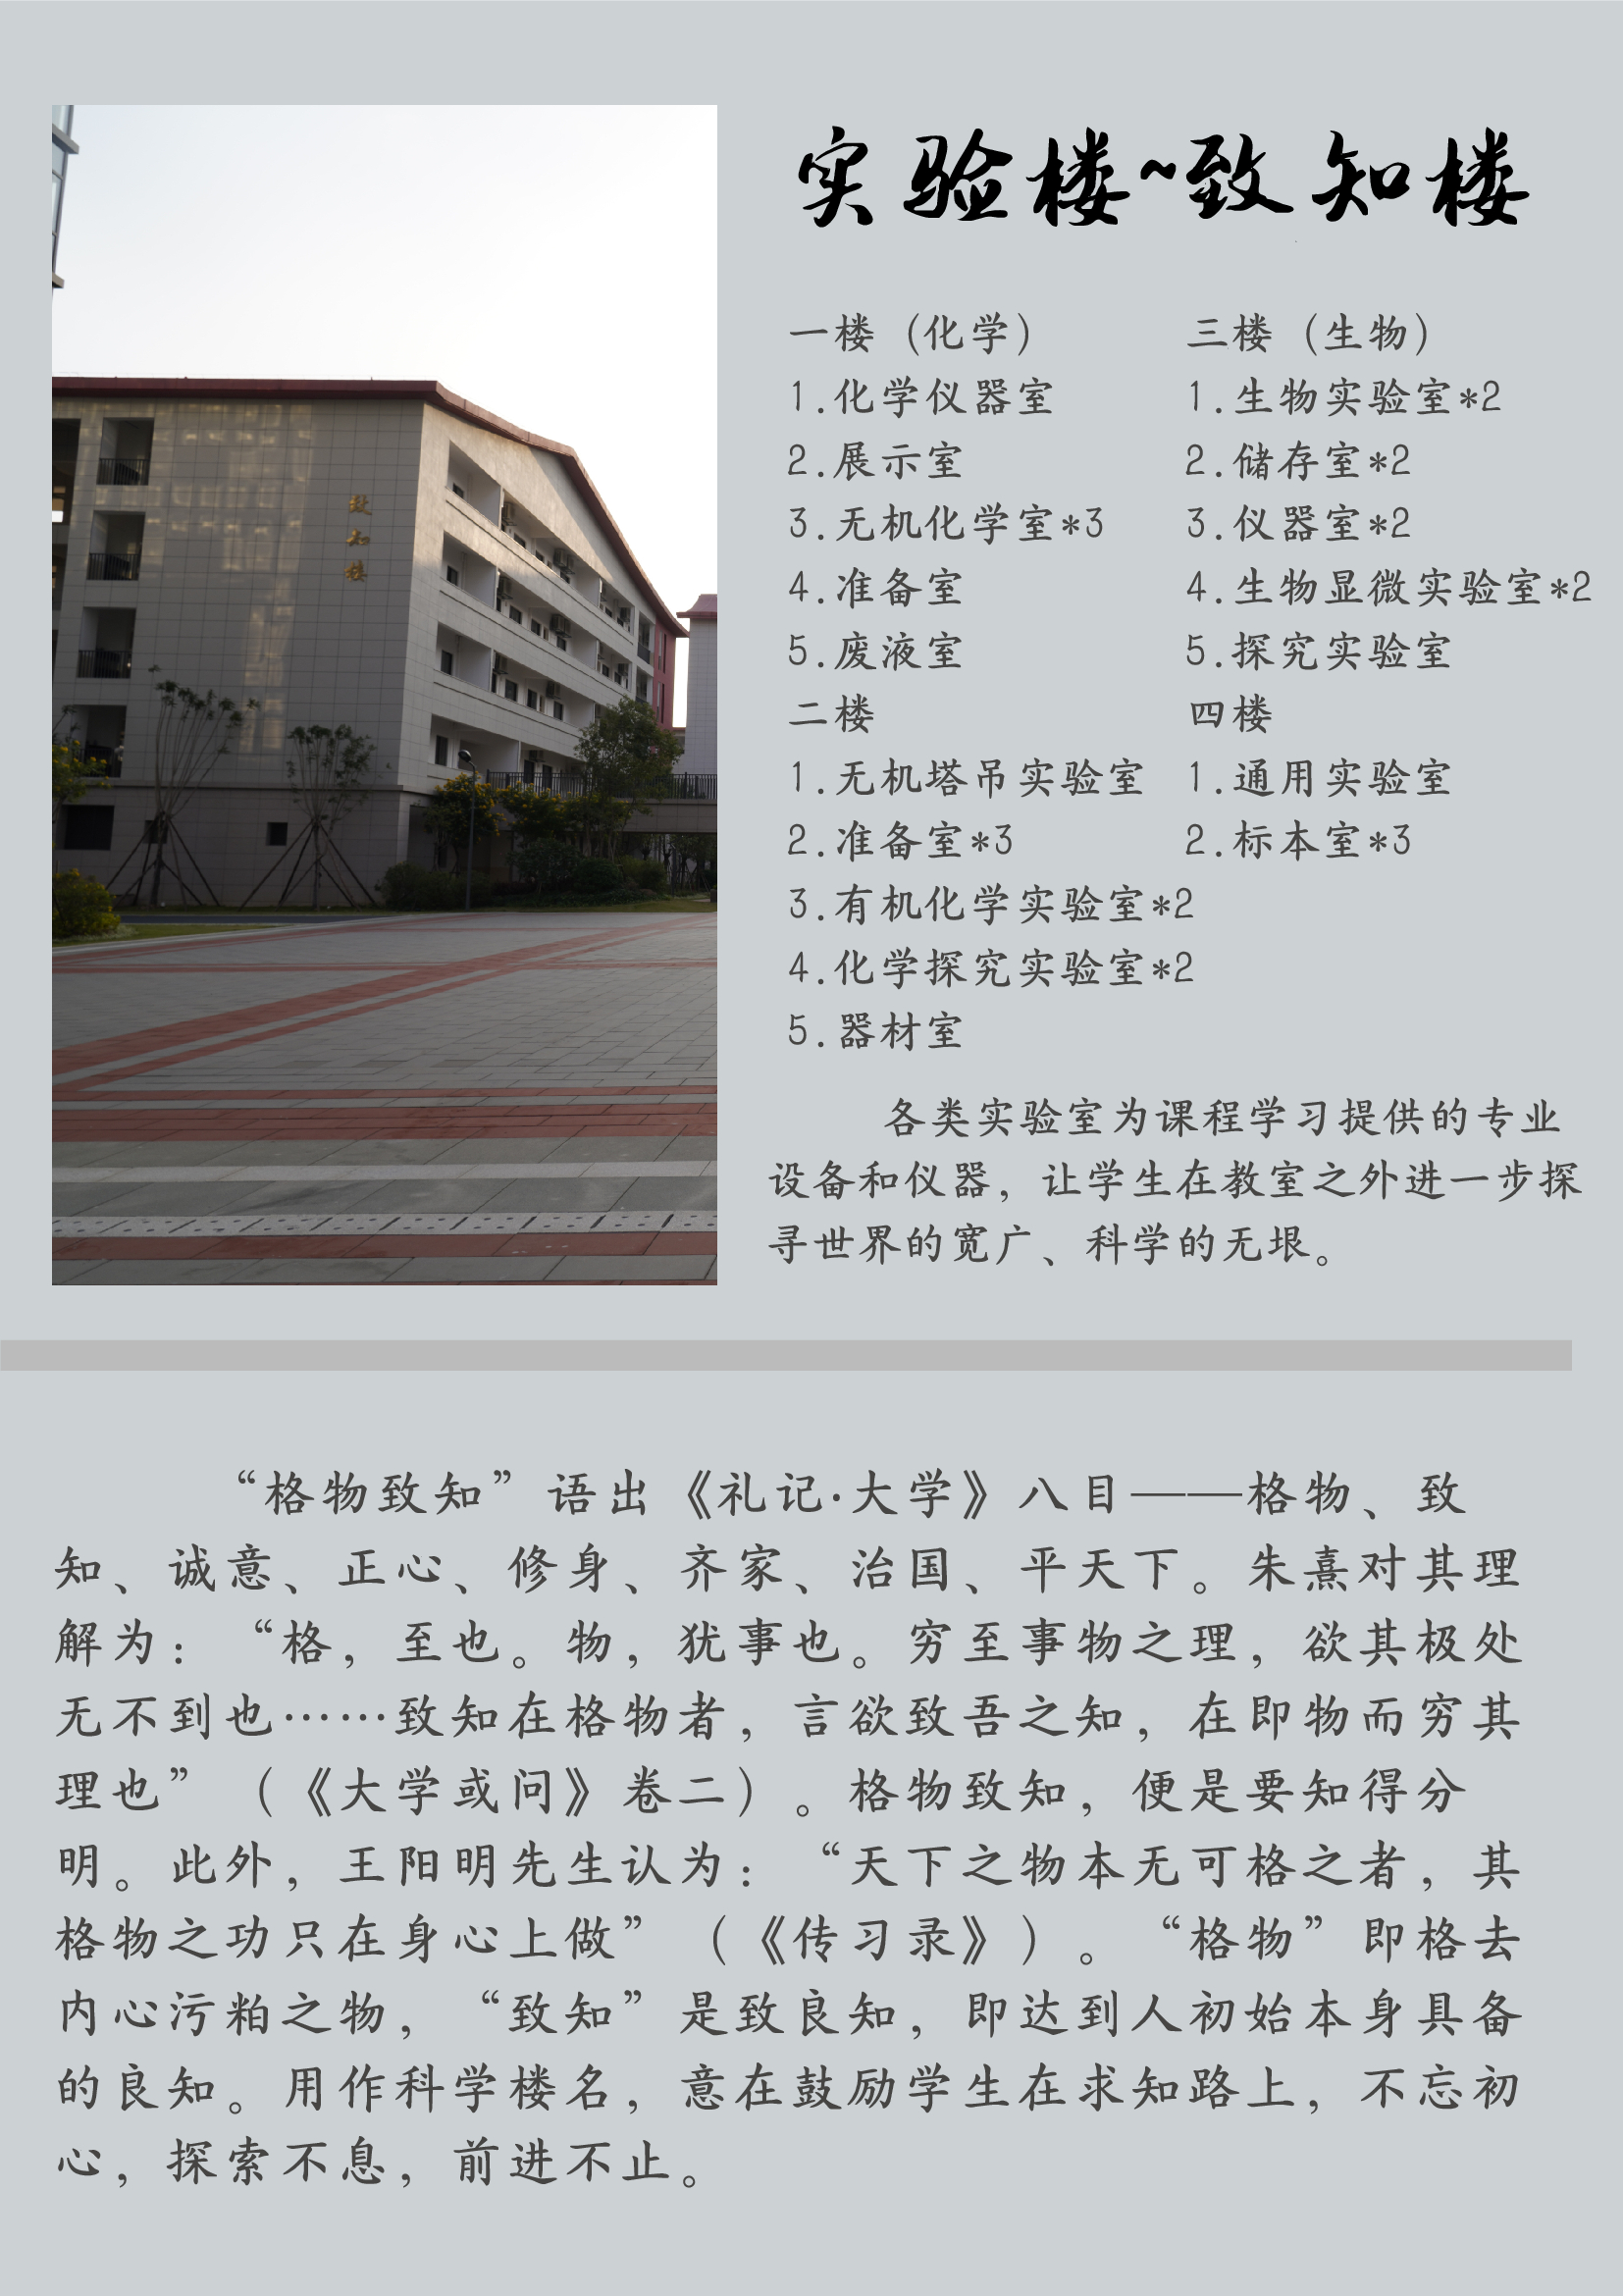 实验楼~致知楼
致知楼
一楼（化学）
1.化学仪器室
2.展示室
3.无机化学室*3
4.准备室
5.废液室
二楼
1.无机塔吊实验室
2.准备室*3
3.有机化学实验室*2
4.化学探究实验室*2
5.器材室
三楼（生物）
1.生物实验室*2
2.储存室*2
3.仪器室*2
4.生物显微实验室*2
5.探究实验室
四楼
1.通用实验室
2.标本室*3
各类实验室为课程学习提供的专业
设备和仪器，让学生在教室之外进一步探
寻世界的宽广、科学的无垠。
“格物致知”语出《礼记·大学》八目——格物、致
知、诚意、正心、修身、齐家、治国、平天下。朱熹对其理
解为：“格，至也。物，犹事也。穷至事物之理，欲其极处
无不到也……致知在格物者，言欲致吾之知，在即物而穷其
理也”（《大学或问》卷二）。格物致知，便是要知得分
明。此外，王阳明先生认为：“天下之物本无可格之者，其
格物之功只在身心上做”（《传习录》）。“格物”即格去
内心污粕之物，“致知”是致良知，即达到人初始本身具备
的良知。用作科学楼名，意在鼓励学生在求知路上，不忘初
心，探索不息，前进不止。